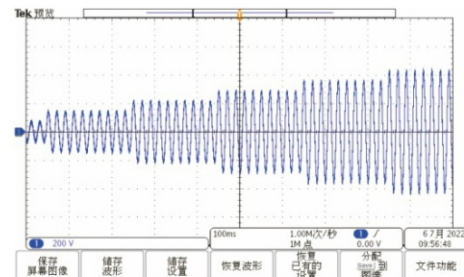 Tek 预览
100ms
1.00M次/秒
1M 点
1
0.00 V
1 200 V
6 7月 2022
09:56:48
保存
屏幕图像
储存
波形
储存
设置
恢复波形
恢复
已有的
设置
分配
Save 到
图像
文件功能